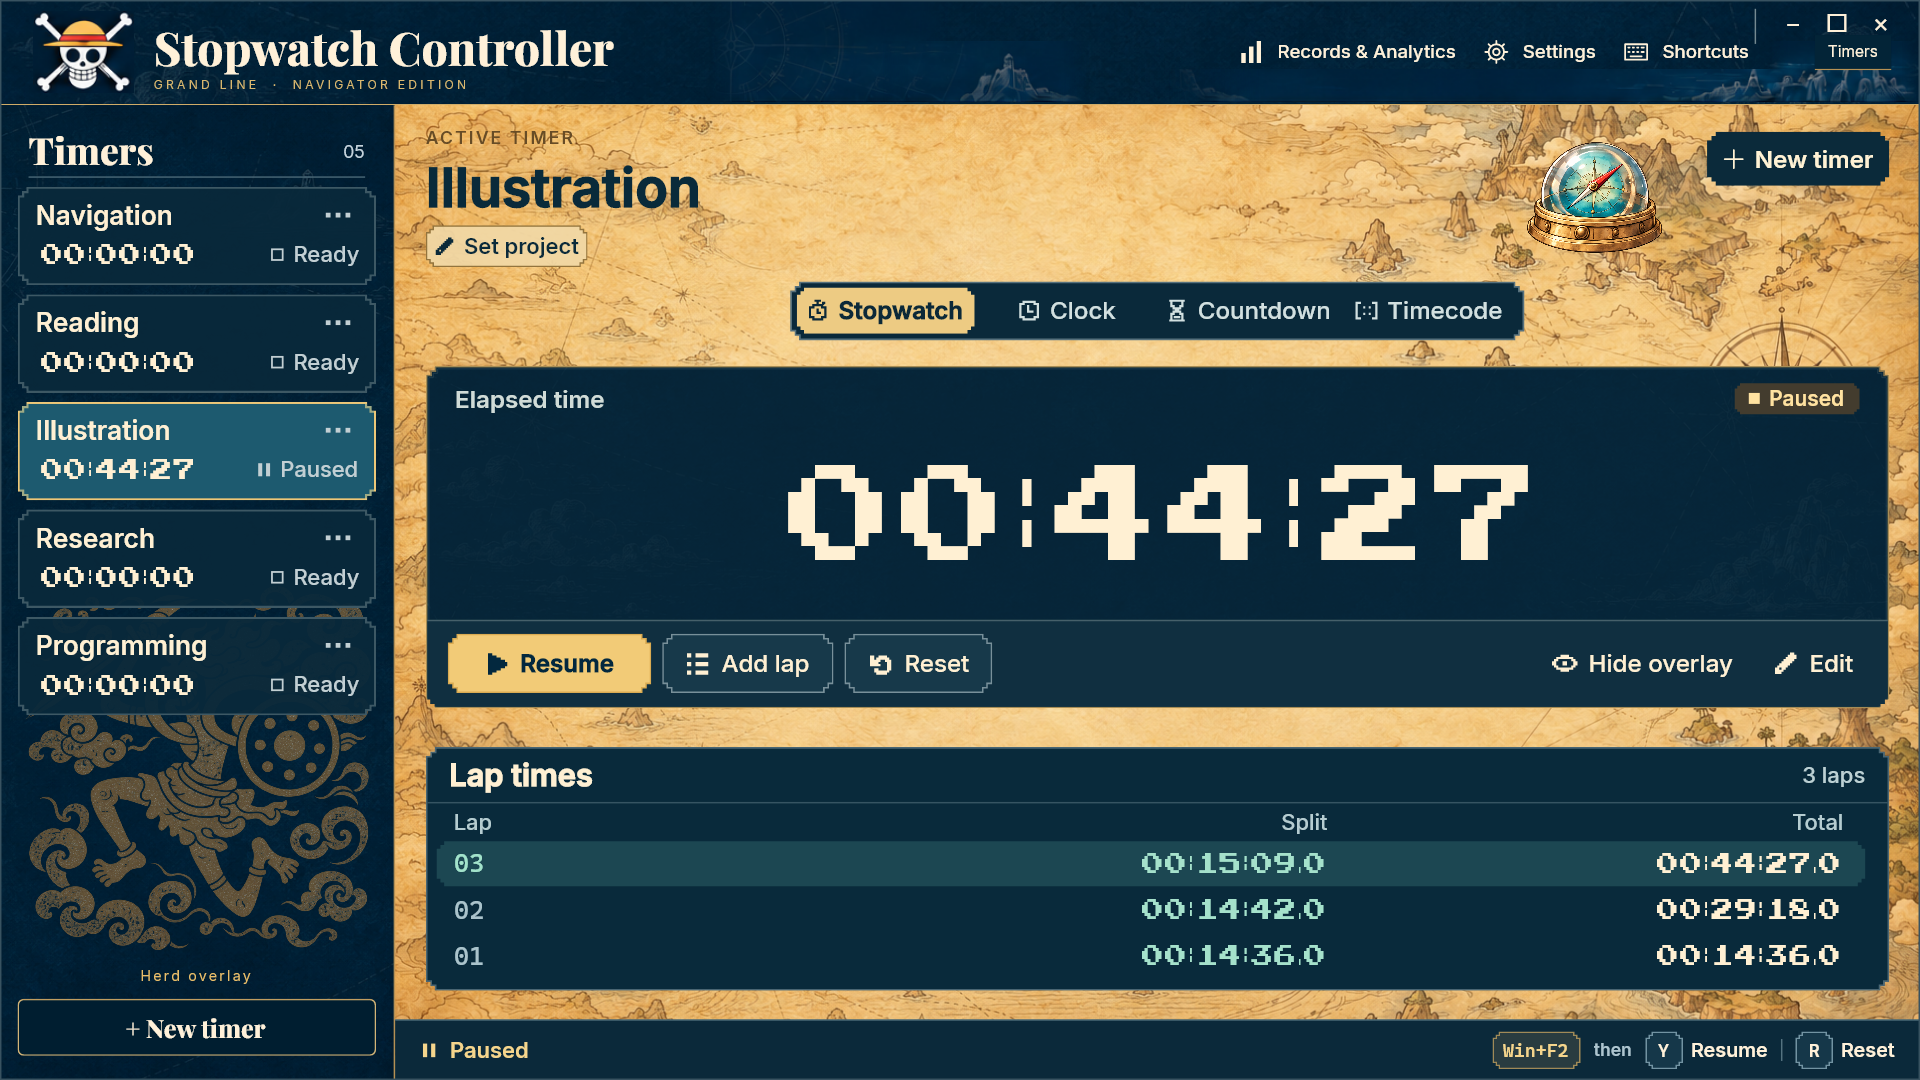 Stopwatch Controller
GRAND LINE · NAVIGATOR EDITION
Records & Analytics
Settings
Shortcuts
Timers
Timers
05
Navigation
00:00:00
Ready
Reading
00:00:00
Ready
Illustration
00:44:27
Paused
Research
00:00:00
Ready
Programming
00:00:00
Ready
Herd overlay
+ New timer
ACTIVE TIMER
Illustration
Set project
+ New timer
Stopwatch
Clock
Countdown
Timecode
Elapsed time
Paused
00:44:27
Resume
Add lap
Reset
Hide overlay
Edit
Lap times
3 laps
Lap Split Total
03 00:15:09.0 00:44:27.0
02 00:14:42.0 00:29:18.0
01 00:14:36.0 00:14:36.0
Paused
Win+F2 then Y Resume | R Reset